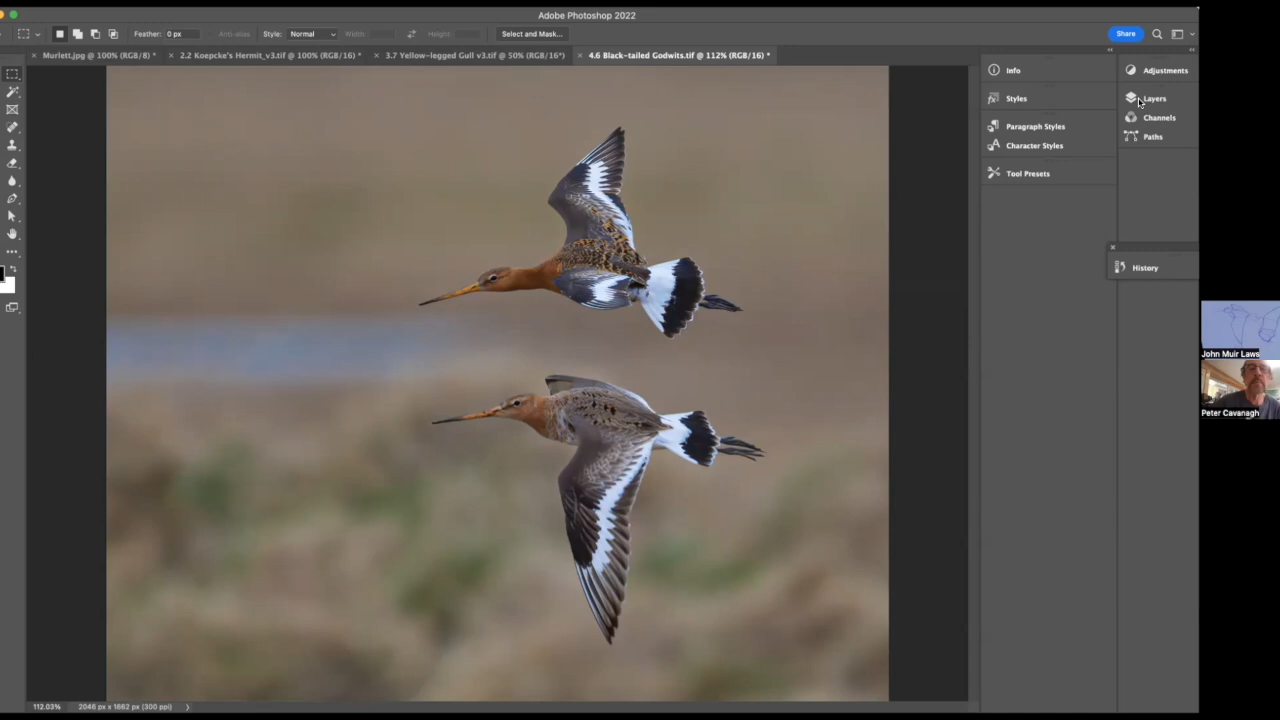 Adobe Photoshop 2022
Feather: 0 px Anti-alias Style: Normal Width: Height: Select and Mask... Share
Murlett.jpg @ 100% (RGB/8) * 2.2 Koepcke's Hermit_v3.tif @ 100% (RGB/16) * 3.7 Yellow-legged Gull v3.tif @ 50% (RGB/16*) 4.6 Black-tailed Godwits.tif @ 112% (RGB/16) *
Info
Styles
Paragraph Styles
Character Styles
Tool Presets
Adjustments
Layers
Channels
Paths
History
John Muir Laws
Peter Cavanagh
112.03% 2046 px x 1662 px (300 ppi)